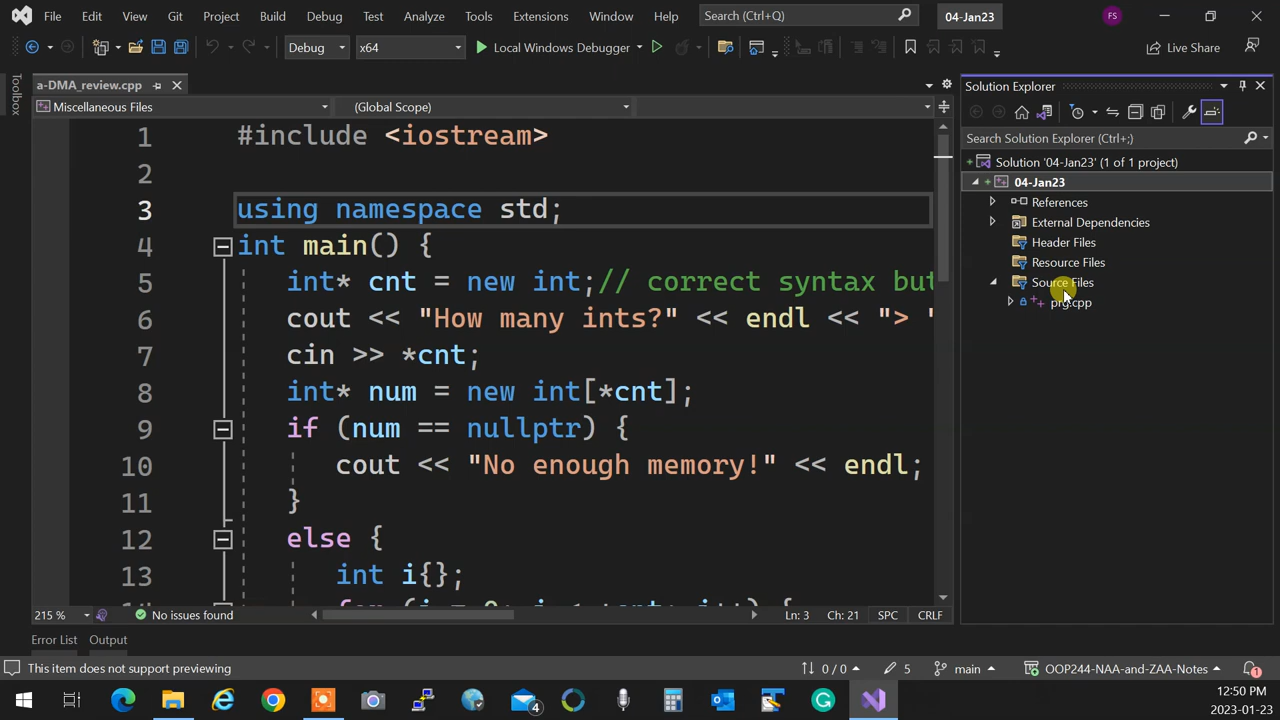 File Edit View Git Project Build Debug Test Analyze Tools Extensions Window Help Search (Ctrl+Q) 04-Jan23 FS
Debug x64 Local Windows Debugger Live Share
Toolbox
a-DMA_review.cpp
Miscellaneous Files (Global Scope)
1 #include <iostream>
2
3 using namespace std;
4 int main() {
5 int* cnt = new int;// correct syntax but
6 cout << "How many ints?" << endl << "> "
7 cin >> *cnt;
8 int* num = new int[*cnt];
9 if (num == nullptr) {
10 cout << "No enough memory!" << endl;
11 }
12 else {
13 int i{};
215 % No issues found Ln: 3 Ch: 21 SPC CRLF
Solution Explorer
Search Solution Explorer (Ctrl+;)
Solution '04-Jan23' (1 of 1 project)
04-Jan23
References
External Dependencies
Header Files
Resource Files
Source Files
prg.cpp
Error List Output
This item does not support previewing 0 / 0 5 main OOP244-NAA-and-ZAA-Notes 1
4
12:50 PM
2023-01-23